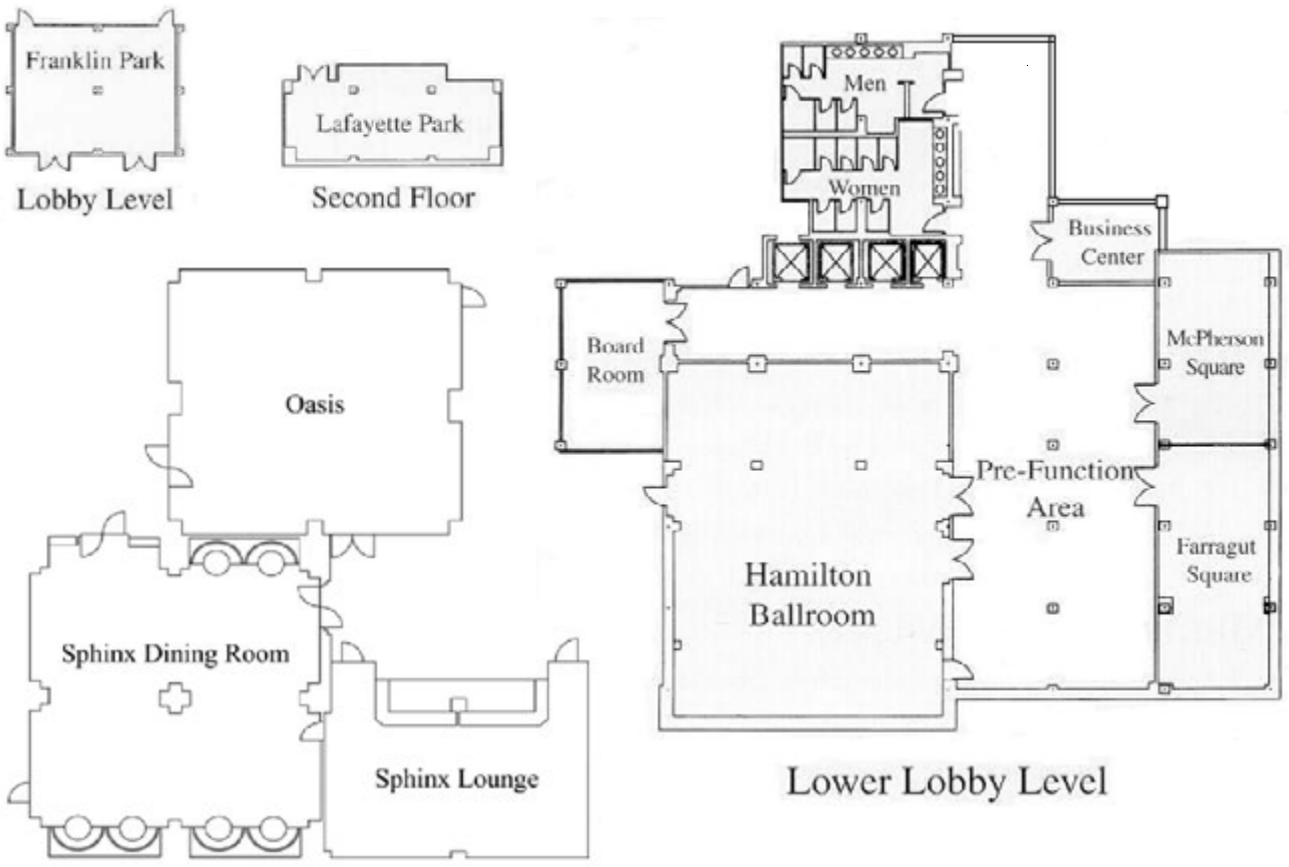 Franklin Park
Lobby Level
Lafayette Park
Second Floor
Oasis
Sphinx Dining Room
Sphinx Lounge
Men
Women
Business
Center
Board
Room
McPherson
Square
Pre-Function
Area
Hamilton
Ballroom
Farragut
Square
Lower Lobby Level